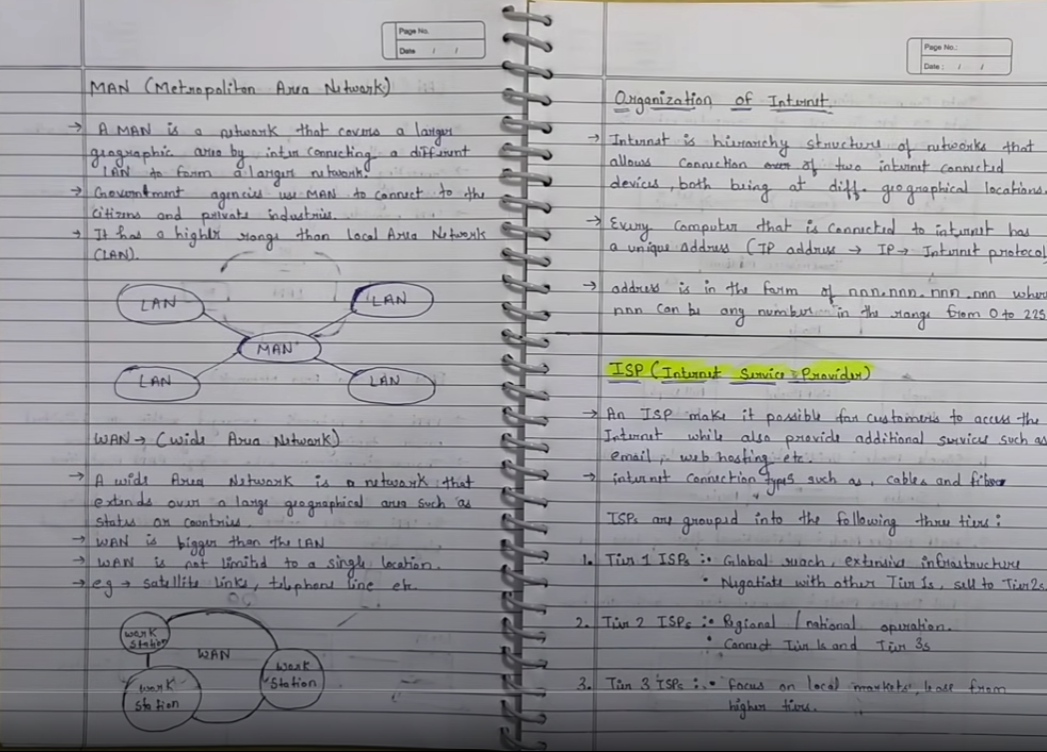 Page No.
Date / /
MAN (Metropoliton Area Network)
→ A MAN is a network that covers a larger
geographic area by inter connecting a different
LAN to form a larger network.
→ Government agencies use MAN to connect to the
citizens and private industries.
→ It has a higher range than local Area Network
(LAN).
LAN LAN
MAN
LAN LAN
WAN → (Wide Area Network)
→ A wide Area Network is a network that
extends over a large geographical area such as
status or countries.
→ WAN is bigger than the LAN
→ WAN is not limitid to a single location.
→ eg → satellite links, telephone line etc.
work
station
WAN
work
station
work
station
Page No.:
Date: / /
Organization of Internet.
→ Internet is hierarchy structure of networks that
allows connection of two internet connected
devices, both being at diff. geographical locations.
→ Every Computer that is connected to internet has
a unique address (IP address → IP → Internet protocol
→ address is in the form of nnn.nnn.nnn.nnn where
nnn can be any number in the range from 0 to 225
ISP (Internet Service Provider)
→ An ISP make it possible for customers to access the
Internet while also provide additional services such as
email, web hosting etc.
→ internet connection types such as, cables and fiber
ISPs are grouped into the following three tiers:
1. Tier 1 ISPs :• Global reach, extensive infrastructure
• Negotiate with other Tier 1s, sell to Tier 2s
2. Tier 2 ISPs :• Regional / national operation.
• Connect Tier 1s and Tier 3s
3. Tier 3 ISPs :• Focus on local markets, lease from
higher tiers.